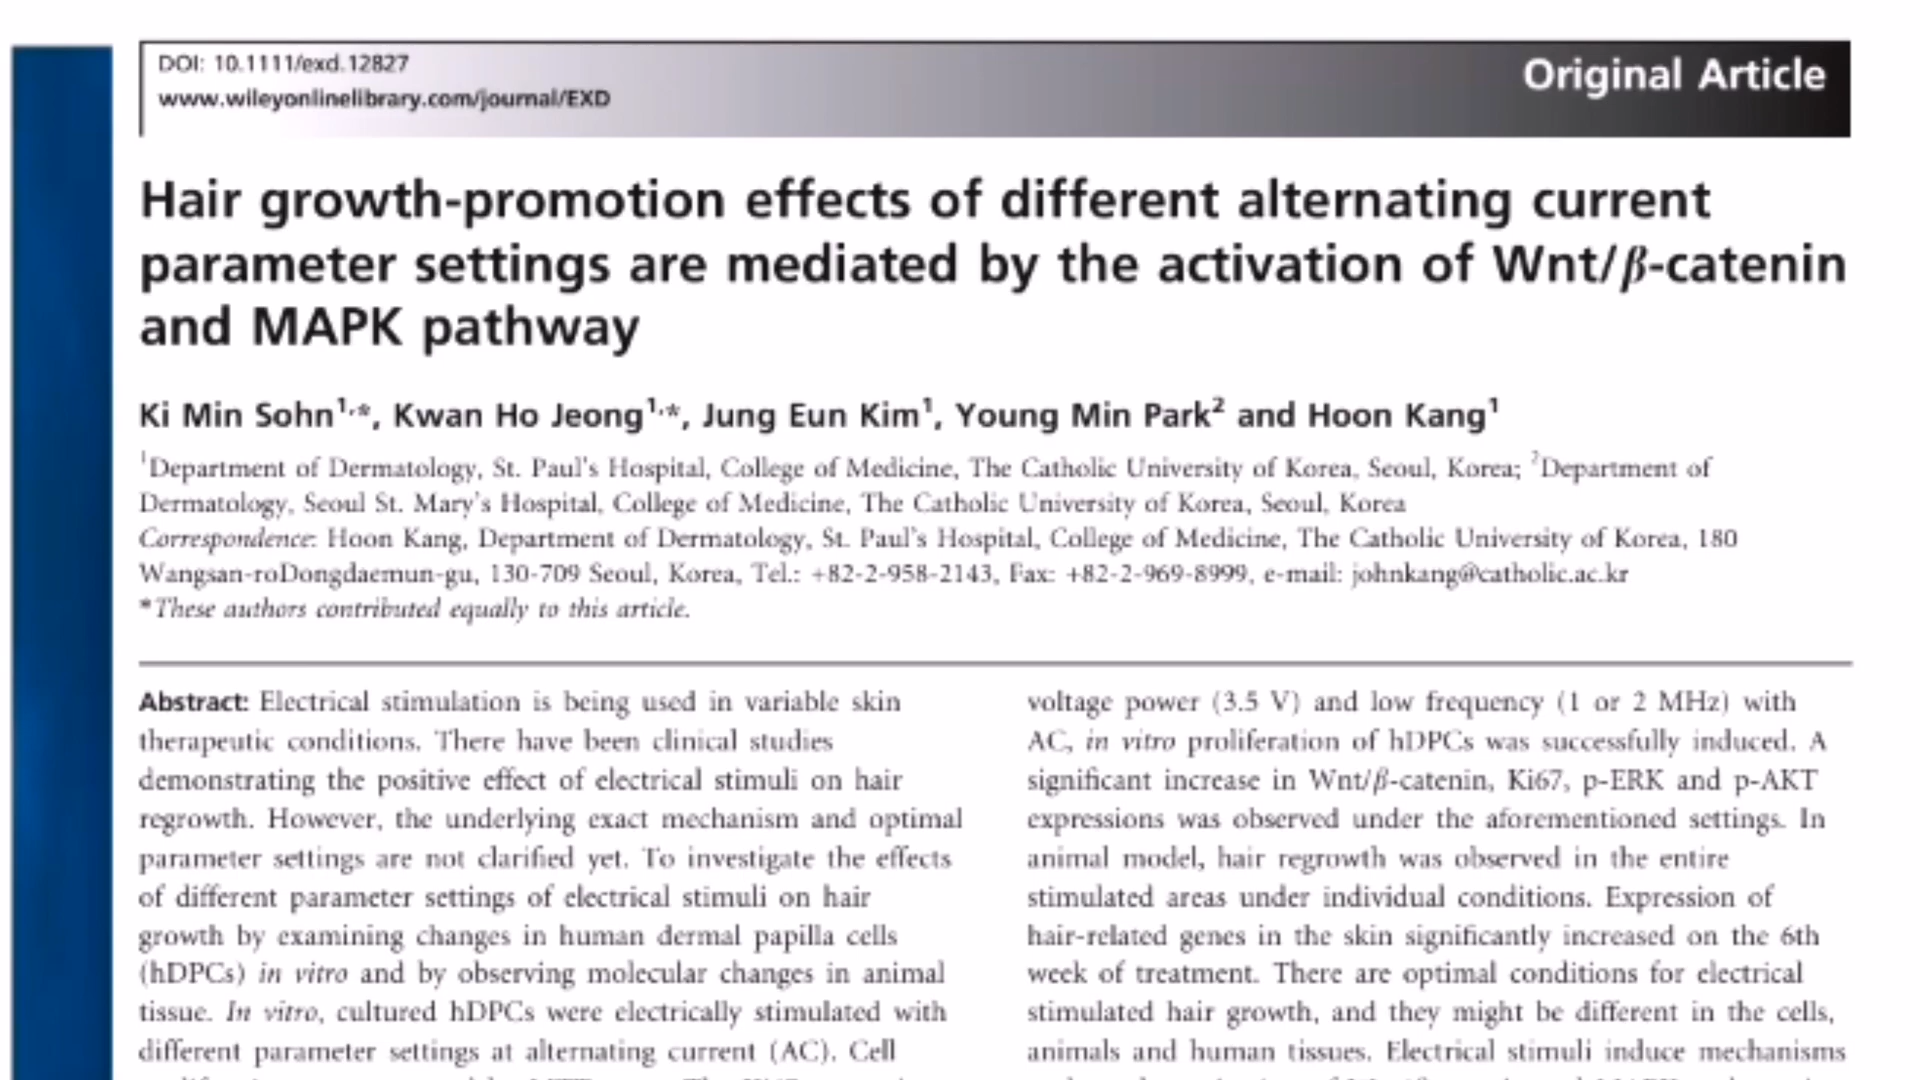 DOI: 10.1111/exd.12827
www.wileyonlinelibrary.com/journal/EXD
Original Article
Hair growth-promotion effects of different alternating current
parameter settings are mediated by the activation of Wnt/β-catenin
and MAPK pathway
Ki Min Sohn¹,*, Kwan Ho Jeong¹,*, Jung Eun Kim¹, Young Min Park² and Hoon Kang¹
¹Department of Dermatology, St. Paul's Hospital, College of Medicine, The Catholic University of Korea, Seoul, Korea; ²Department of
Dermatology, Seoul St. Mary's Hospital, College of Medicine, The Catholic University of Korea, Seoul, Korea
Correspondence: Hoon Kang, Department of Dermatology, St. Paul's Hospital, College of Medicine, The Catholic University of Korea, 180
Wangsan-roDongdaemun-gu, 130-709 Seoul, Korea, Tel.: +82-2-958-2143, Fax: +82-2-969-8999, e-mail: johnkang@catholic.ac.kr
*These authors contributed equally to this article.
Abstract: Electrical stimulation is being used in variable skin
therapeutic conditions. There have been clinical studies
demonstrating the positive effect of electrical stimuli on hair
regrowth. However, the underlying exact mechanism and optimal
parameter settings are not clarified yet. To investigate the effects
of different parameter settings of electrical stimuli on hair
growth by examining changes in human dermal papilla cells
(hDPCs) in vitro and by observing molecular changes in animal
tissue. In vitro, cultured hDPCs were electrically stimulated with
different parameter settings at alternating current (AC). Cell
voltage power (3.5 V) and low frequency (1 or 2 MHz) with
AC, in vitro proliferation of hDPCs was successfully induced. A
significant increase in Wnt/β-catenin, Ki67, p-ERK and p-AKT
expressions was observed under the aforementioned settings. In
animal model, hair regrowth was observed in the entire
stimulated areas under individual conditions. Expression of
hair-related genes in the skin significantly increased on the 6th
week of treatment. There are optimal conditions for electrical
stimulated hair growth, and they might be different in the cells,
animals and human tissues. Electrical stimuli induce mechanisms